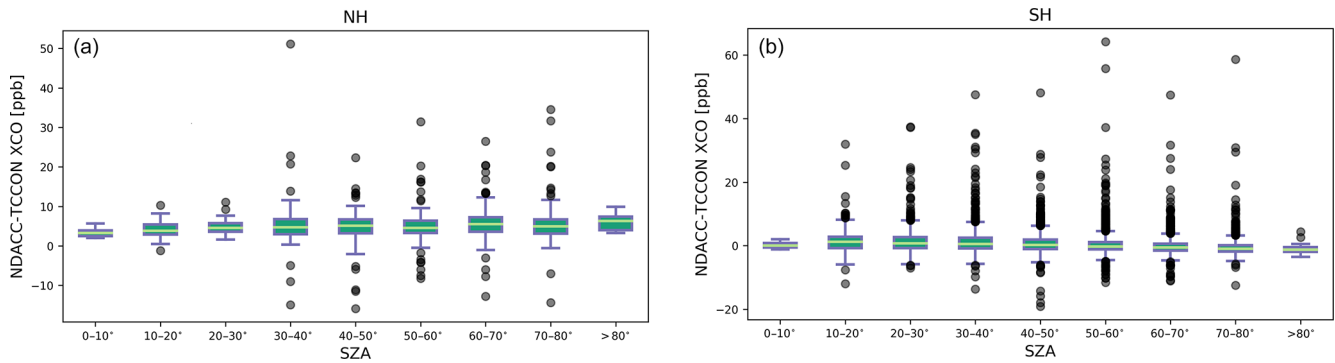 NH
(a)
NDACC-TCCON XCO [ppb]
50
40
30
20
10
0
−10
0–10° 10–20° 20–30° 30–40° 40–50° 50–60° 60–70° 70–80° >80°
SZA
SH
(b)
NDACC-TCCON XCO [ppb]
60
40
20
0
−20
0–10° 10–20° 20–30° 30–40° 40–50° 50–60° 60–70° 70–80° >80°
SZA